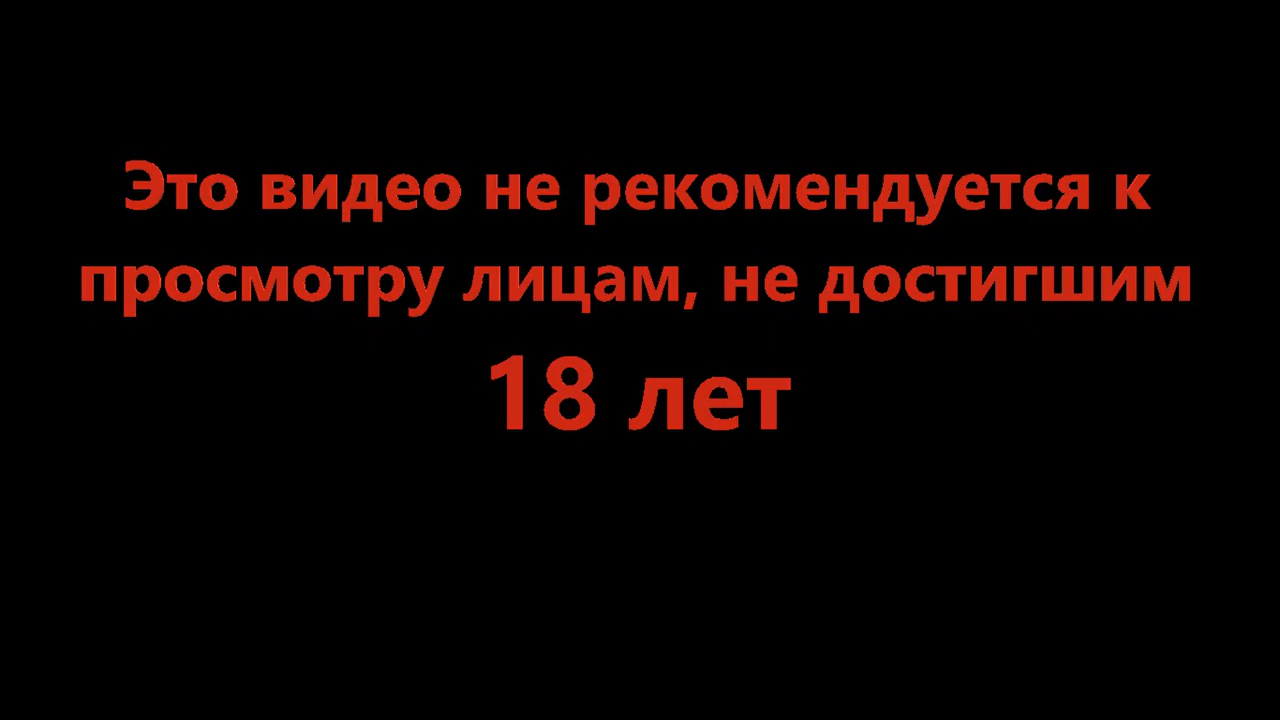 Это видео не рекомендуется к
просмотру лицам, не достигшим
18 лет